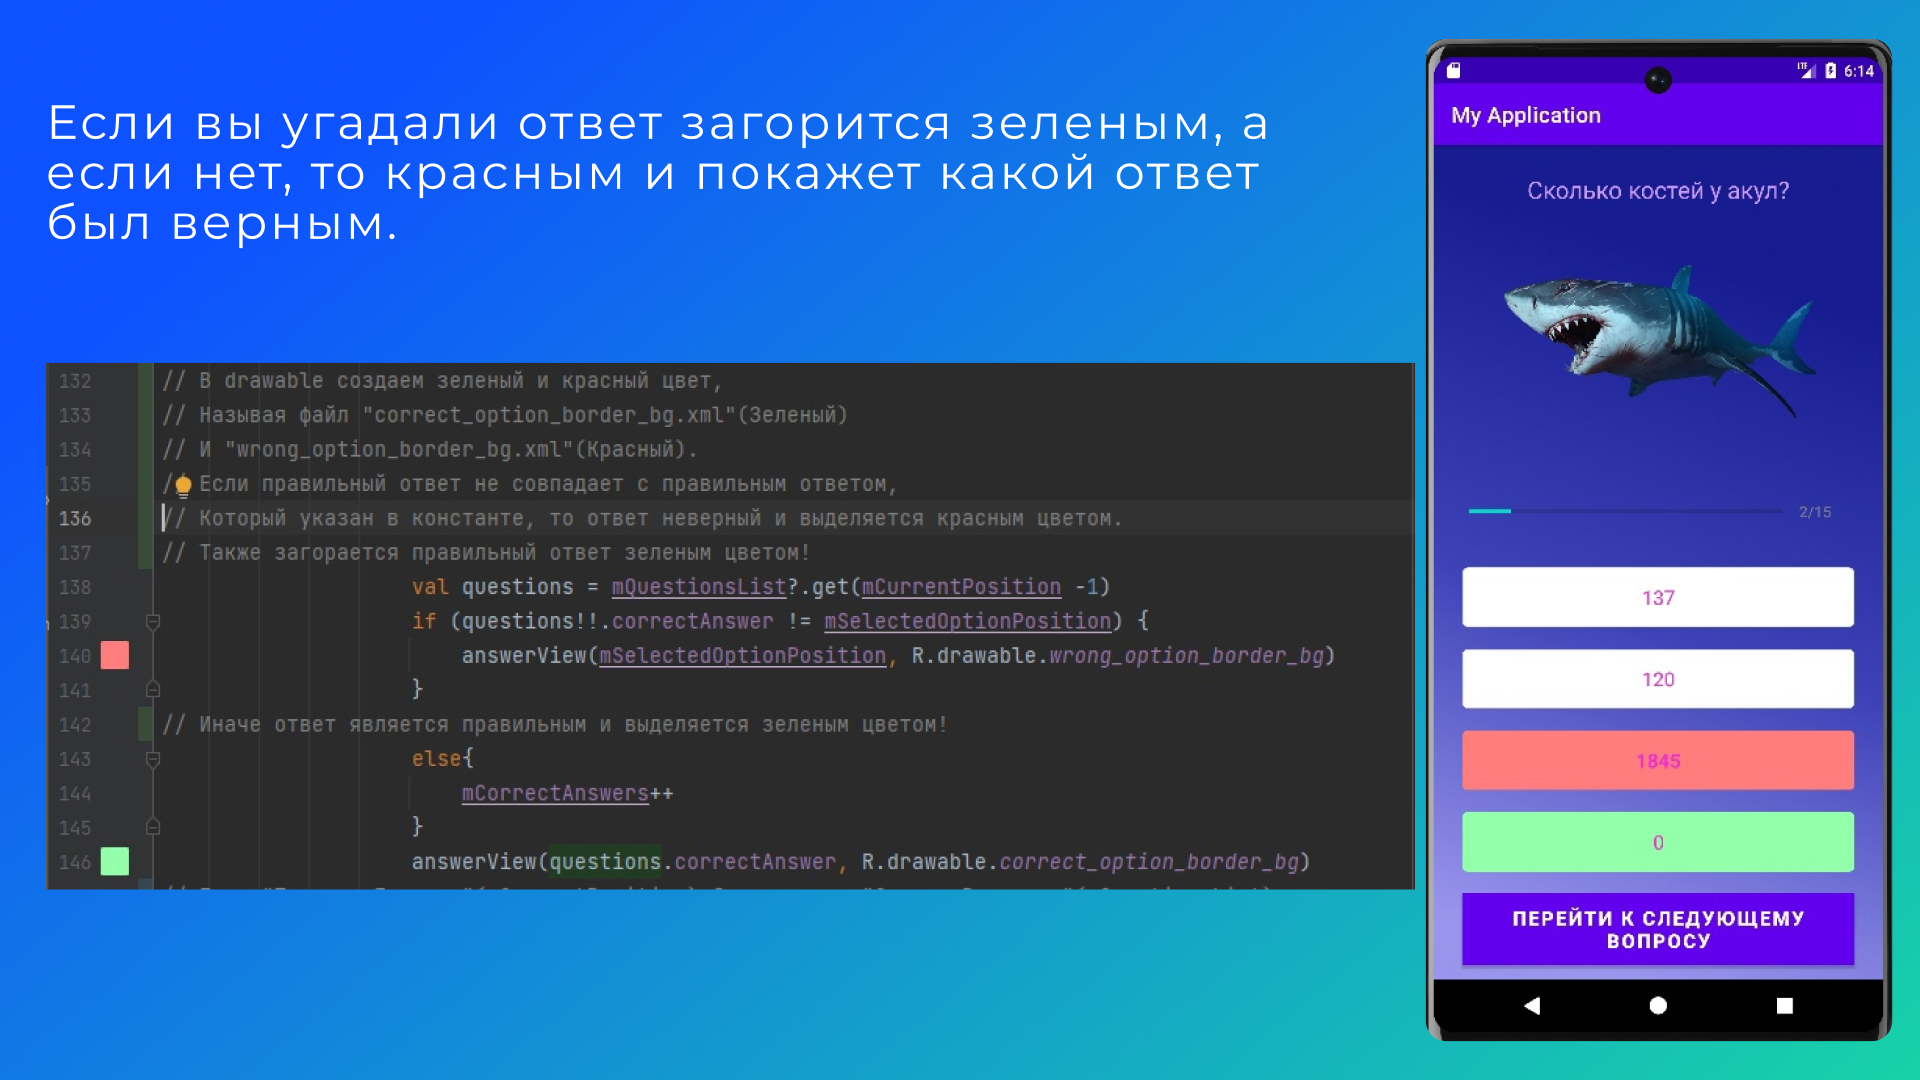 Если вы угадали ответ загорится зеленым, а
если нет, то красным и покажет какой ответ
был верным.
132 // В drawable создаем зеленый и красный цвет,
133 // Называя файл "correct_option_border_bg.xml"(Зеленый)
134 // И "wrong_option_border_bg.xml"(Красный).
135 // Если правильный ответ не совпадает с правильным ответом,
136 // Который указан в константе, то ответ неверный и выделяется красным цветом.
137 // Также загорается правильный ответ зеленым цветом!
138 val questions = mQuestionsList?.get(mCurrentPosition -1)
139 if (questions!!.correctAnswer != mSelectedOptionPosition) {
140 answerView(mSelectedOptionPosition, R.drawable.wrong_option_border_bg)
141 }
142 // Иначе ответ является правильным и выделяется зеленым цветом!
143 else{
144 mCorrectAnswers++
145 }
146 answerView(questions.correctAnswer, R.drawable.correct_option_border_bg)
LTE 6:14
My Application
Сколько костей у акул?
2/15
137
120
1845
0
ПЕРЕЙТИ К СЛЕДУЮЩЕМУ
ВОПРОСУ